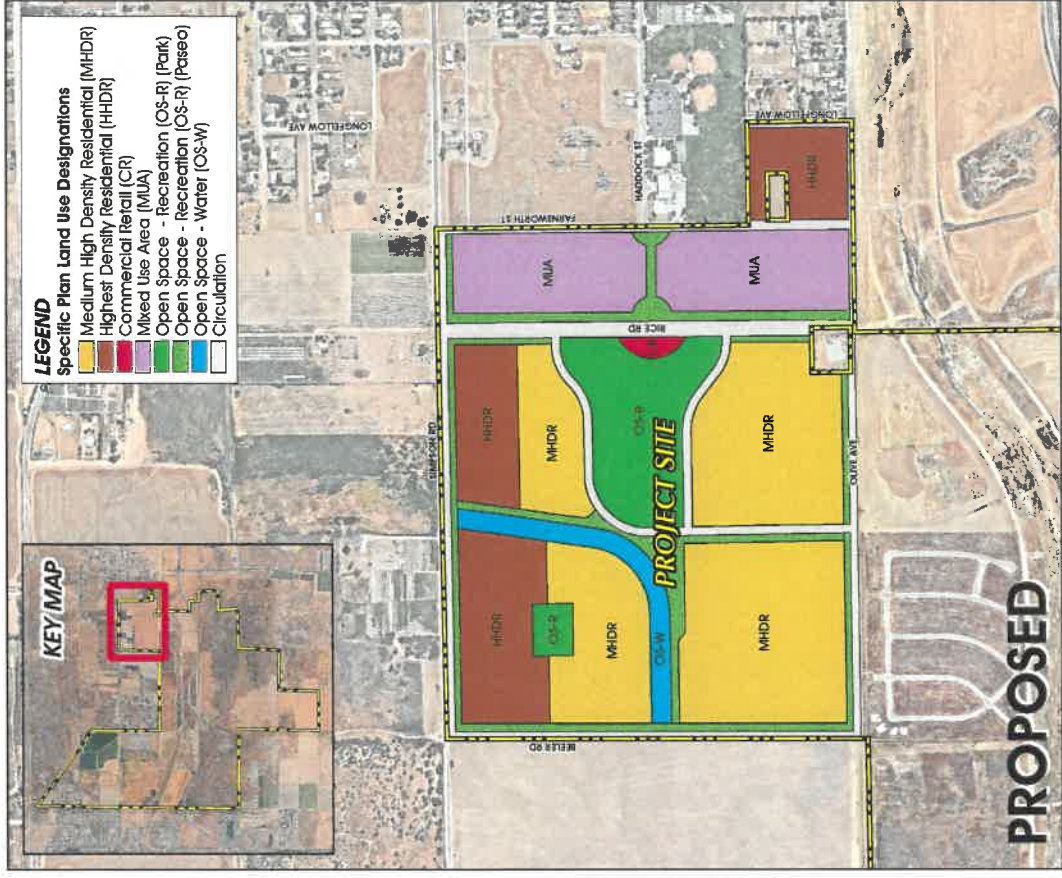 LEGEND
Specific Plan Land Use Designations
Medium High Density Residential (MHDR)
Highest Density Residential (HHDR)
Commercial Retail (CR)
Mixed Use Area (MUA)
Open Space - Recreation (OS-R) (Park)
Open Space - Recreation (OS-R) (Paseo)
Open Space - Water (OS-W)
Circulation
KEY MAP
LONGFELLOW AVE
HADDOCK ST
LONGFELLOW AVE
FARNSWORTH ST
HHDR
MUA
MUA
RICE RD
SIMPSON RD
HHDR
MHDR
OS-R
MHDR
OLIVE AVE
PROJECT SITE
HHDR
OS-R
MHDR
OS-W
MHDR
BEELER RD
PROPOSED